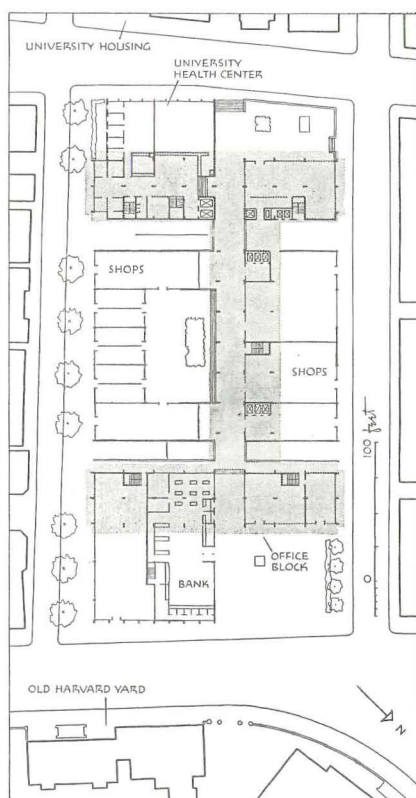 UNIVERSITY HOUSING
UNIVERSITY
HEALTH CENTER
SHOPS
SHOPS
100 feet
0
OFFICE
BLOCK
BANK
OLD HARVARD YARD
N